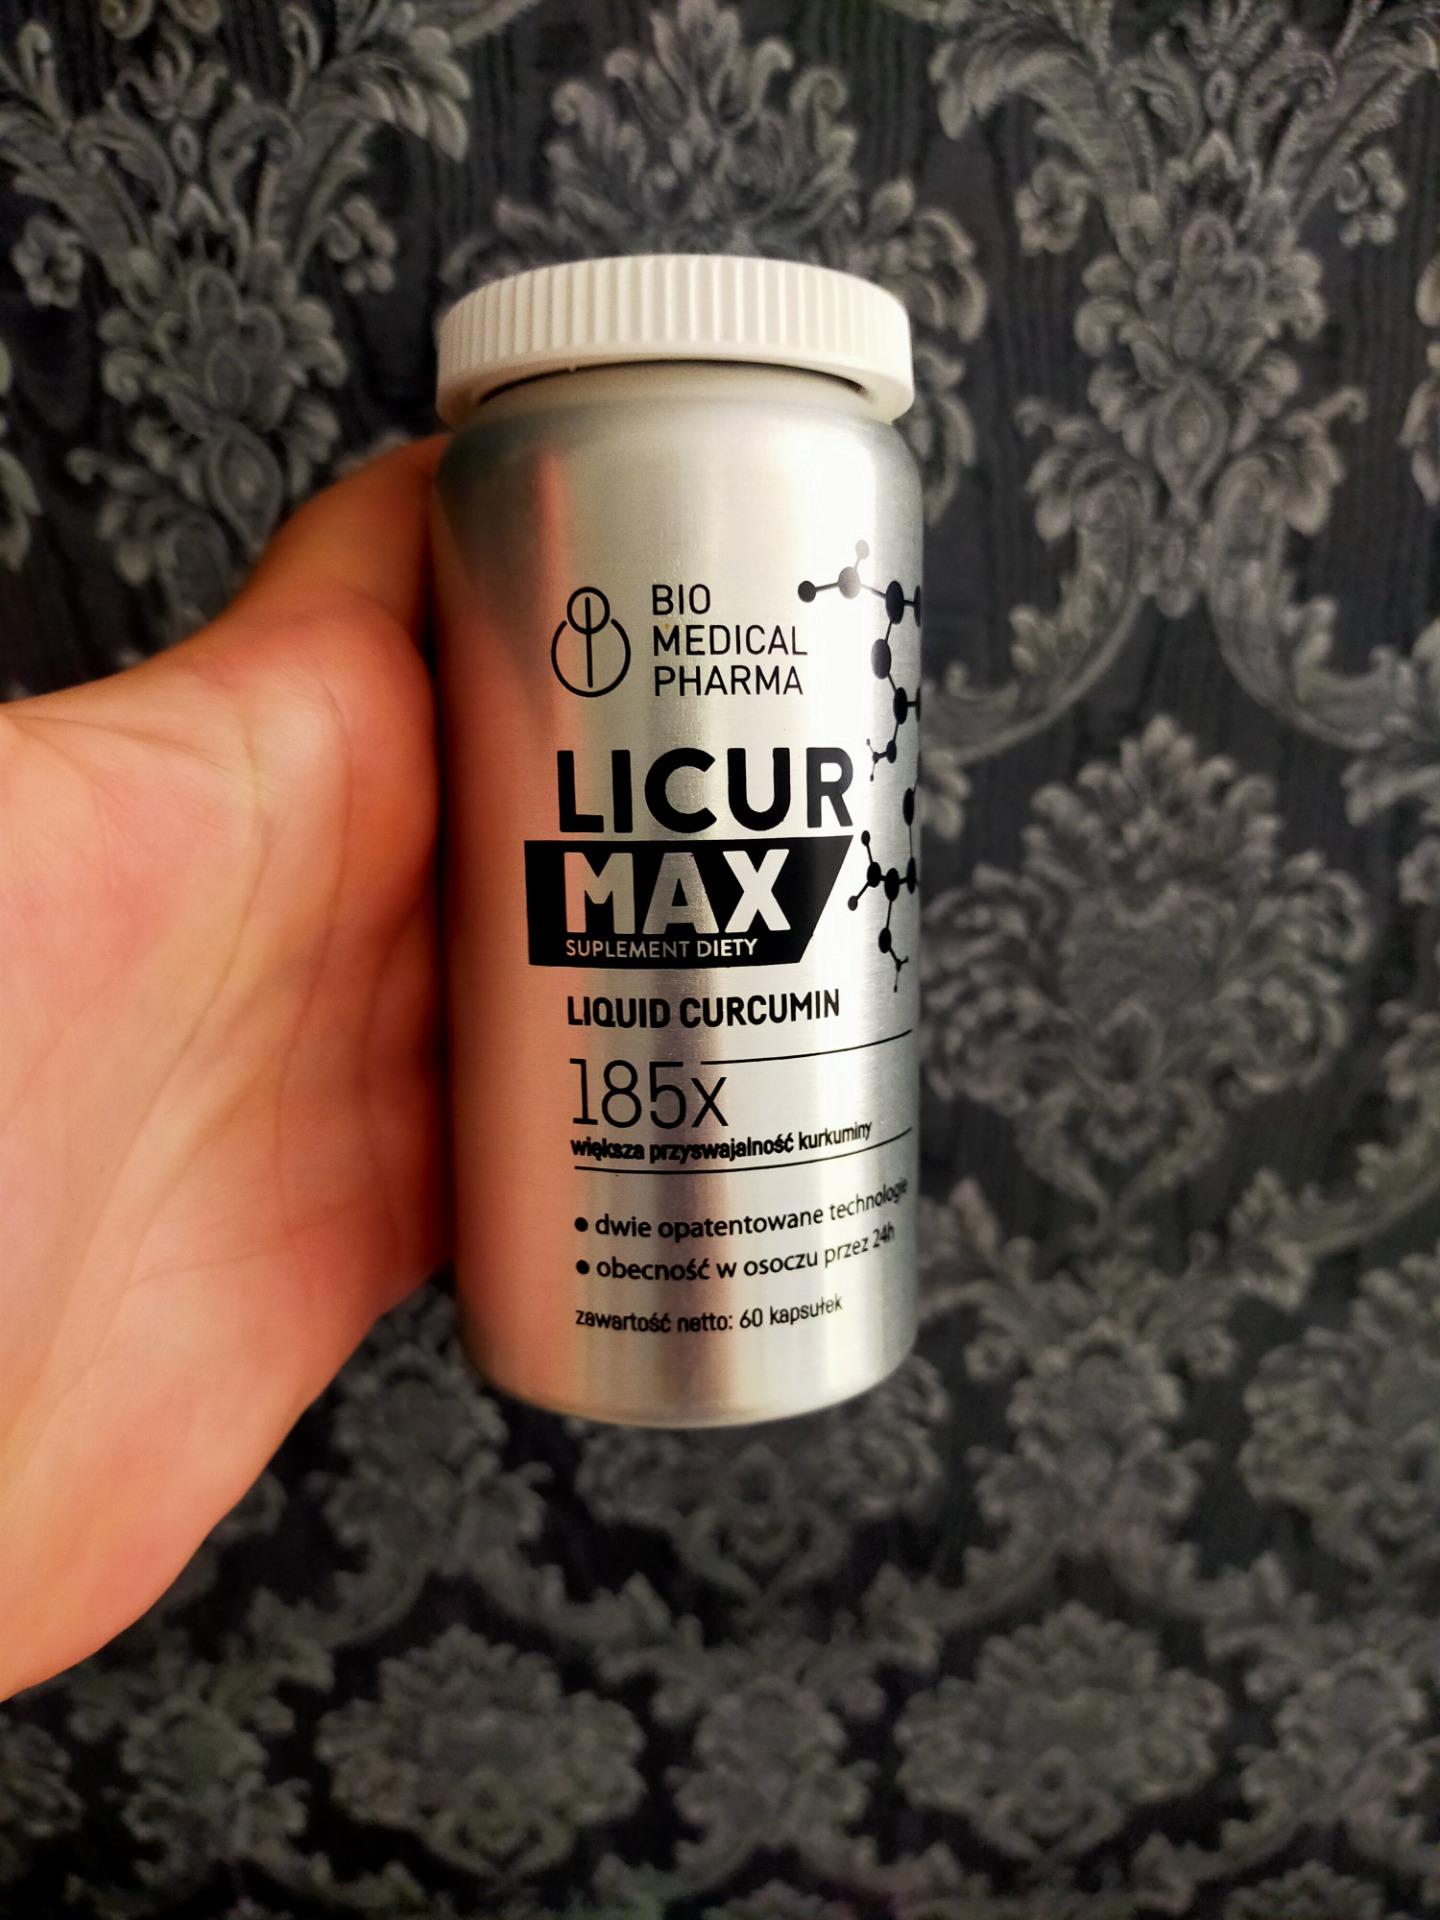 BIO
MEDICAL
PHARMA
LICUR
MAX
SUPLEMENT DIETY
LIQUID CURCUMIN
185x
większa przyswajalność kurkuminy
• dwie opatentowane technologie
• obecność w osoczu przez 24h
zawartość netto: 60 kapsułek